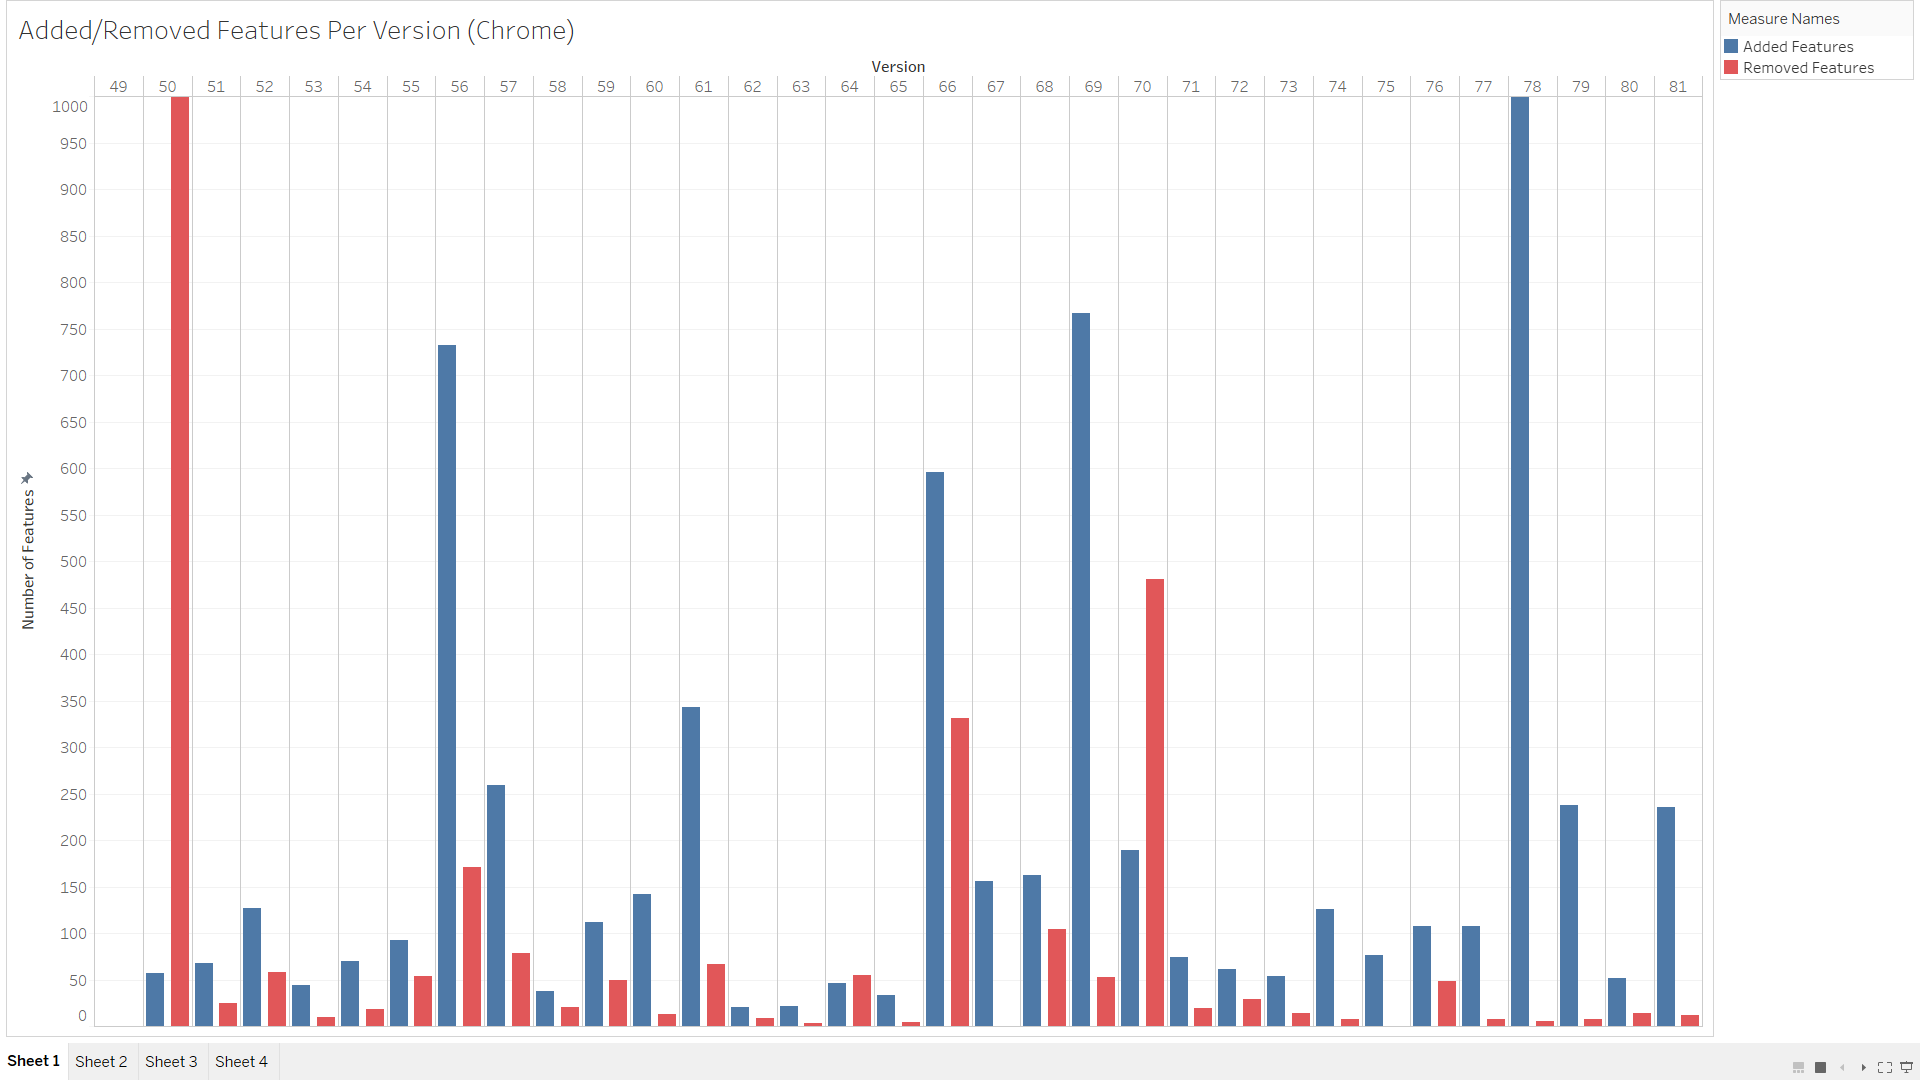 Added/Removed Features Per Version (Chrome)
Measure Names
Added Features
Removed Features
Version
49 50 51 52 53 54 55 56 57 58 59 60 61 62 63 64 65 66 67 68 69 70 71 72 73 74 75 76 77 78 79 80 81
1000
950
900
850
800
750
700
650
600
550
500
450
400
350
300
250
200
150
100
50
0
Number of Features
Sheet 1 Sheet 2 Sheet 3 Sheet 4